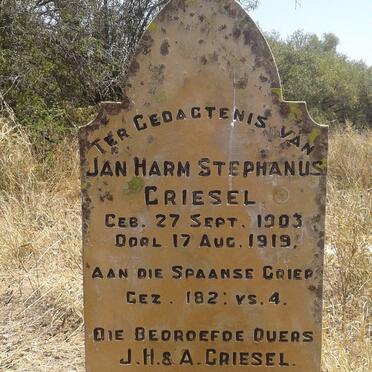 TER GEDACTENIS VAN
JAN HARM STEPHANUS
GRIESEL
GEB. 27 SEPT. 1903
OORL 17 AUG. 1919.
AAN DIE SPAANSE GRIEP
GEZ. 182: VS. 4.
DIE BEDROEFDE OUERS
J.H. & A. GRIESEL.